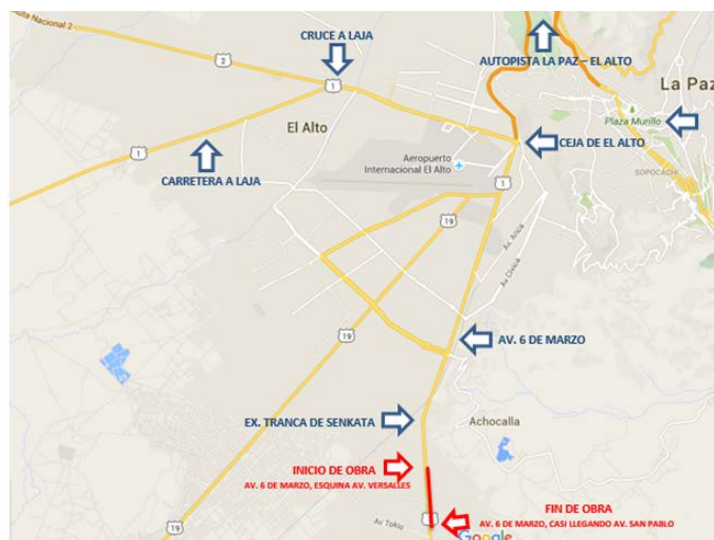 Ruta Nacional 2
CRUCE A LAJA
AUTOPISTA LA PAZ – EL ALTO
2
1
La Paz
El Alto
Plaza Murillo
CEJA DE EL ALTO
Aeropuerto
Internacional El Alto
1
CARRETERA A LAJA
1
SOPOCACHI
19
Av. Arica
Av Cívica
19
AV. 6 DE MARZO
EX. TRANCA DE SENKATA
Achocalla
INICIO DE OBRA
AV. 6 DE MARZO, ESQUINA AV. VERSALLES
FIN DE OBRA
AV. 6 DE MARZO, CASI LLEGANDO AV. SAN PABLO
19
Av Tokio
1
Google